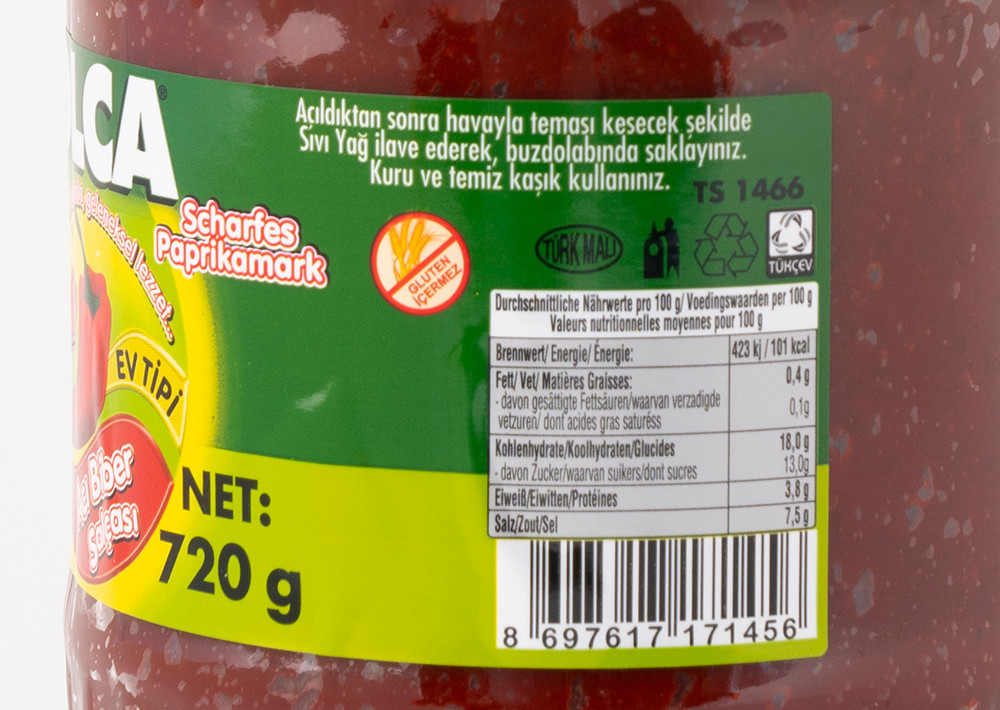 LCA
geleneksel lezzet...
Scharfes
Paprikamark
EV TİPİ
Biber
Salçası
NET:
720 g
Açıldıktan sonra havayla teması kesecek şekilde
Sıvı Yağ ilave ederek, buzdolabında saklayınız.
Kuru ve temiz kaşık kullanınız.
TS 1466
GLUTEN
İÇERMEZ
TÜRK MALI
TÜKÇEV
Durchschnittliche Nährwerte pro 100 g/ Voedingswaarden per 100 g
Valeurs nutritionnelles moyennes pour 100 g
Brennwert/ Energie/ Énergie: 423 kj / 101 kcal
Fett/ Vet/ Matières Graisses: 0,4 g
- davon gesättigte Fettsäuren/waarvan verzadigde 0,1g
vetzuren/ dont acides gras saturéss
Kohlenhydrate/Koolhydraten/Glucides 18,0 g
- davon Zucker/waarvan suikers/dont sucres 13,0g
Eiweiß/Eiwitten/Protéines 3,8 g
Salz/Zout/Sel 7,5 g
8 697617 171456